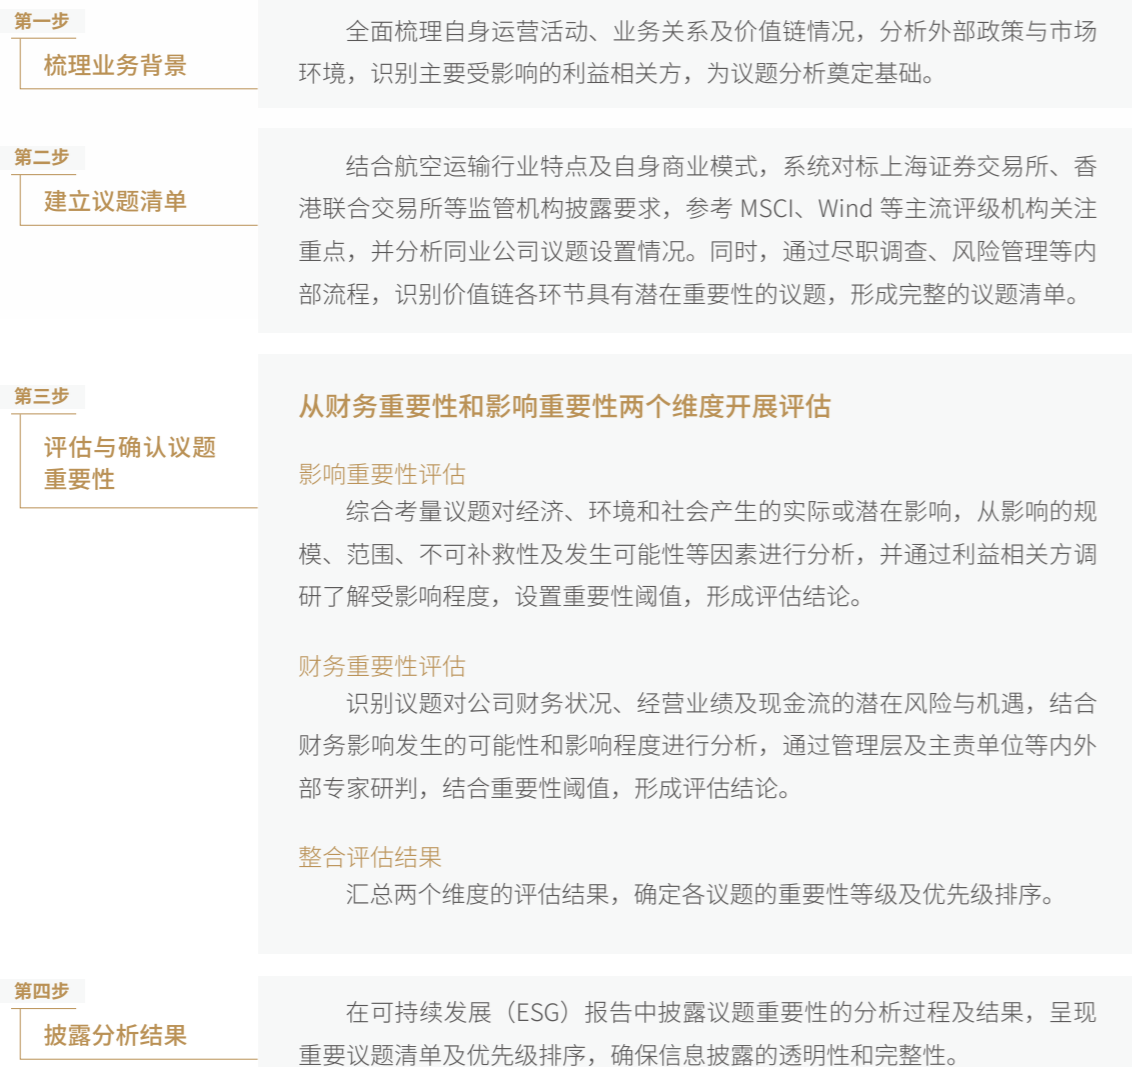 第一步
梳理业务背景
全面梳理自身运营活动、业务关系及价值链情况，分析外部政策与市场
环境，识别主要受影响的利益相关方，为议题分析奠定基础。
第二步
建立议题清单
结合航空运输行业特点及自身商业模式，系统对标上海证券交易所、香
港联合交易所等监管机构披露要求，参考 MSCI、Wind 等主流评级机构关注
重点，并分析同业公司议题设置情况。同时，通过尽职调查、风险管理等内
部流程，识别价值链各环节具有潜在重要性的议题，形成完整的议题清单。
第三步
评估与确认议题
重要性
从财务重要性和影响重要性两个维度开展评估
影响重要性评估
综合考量议题对经济、环境和社会产生的实际或潜在影响，从影响的规
模、范围、不可补救性及发生可能性等因素进行分析，并通过利益相关方调
研了解受影响程度，设置重要性阈值，形成评估结论。
财务重要性评估
识别议题对公司财务状况、经营业绩及现金流的潜在风险与机遇，结合
财务影响发生的可能性和影响程度进行分析，通过管理层及主责单位等内外
部专家研判，结合重要性阈值，形成评估结论。
整合评估结果
汇总两个维度的评估结果，确定各议题的重要性等级及优先级排序。
第四步
披露分析结果
在可持续发展（ESG）报告中披露议题重要性的分析过程及结果，呈现
重要议题清单及优先级排序，确保信息披露的透明性和完整性。